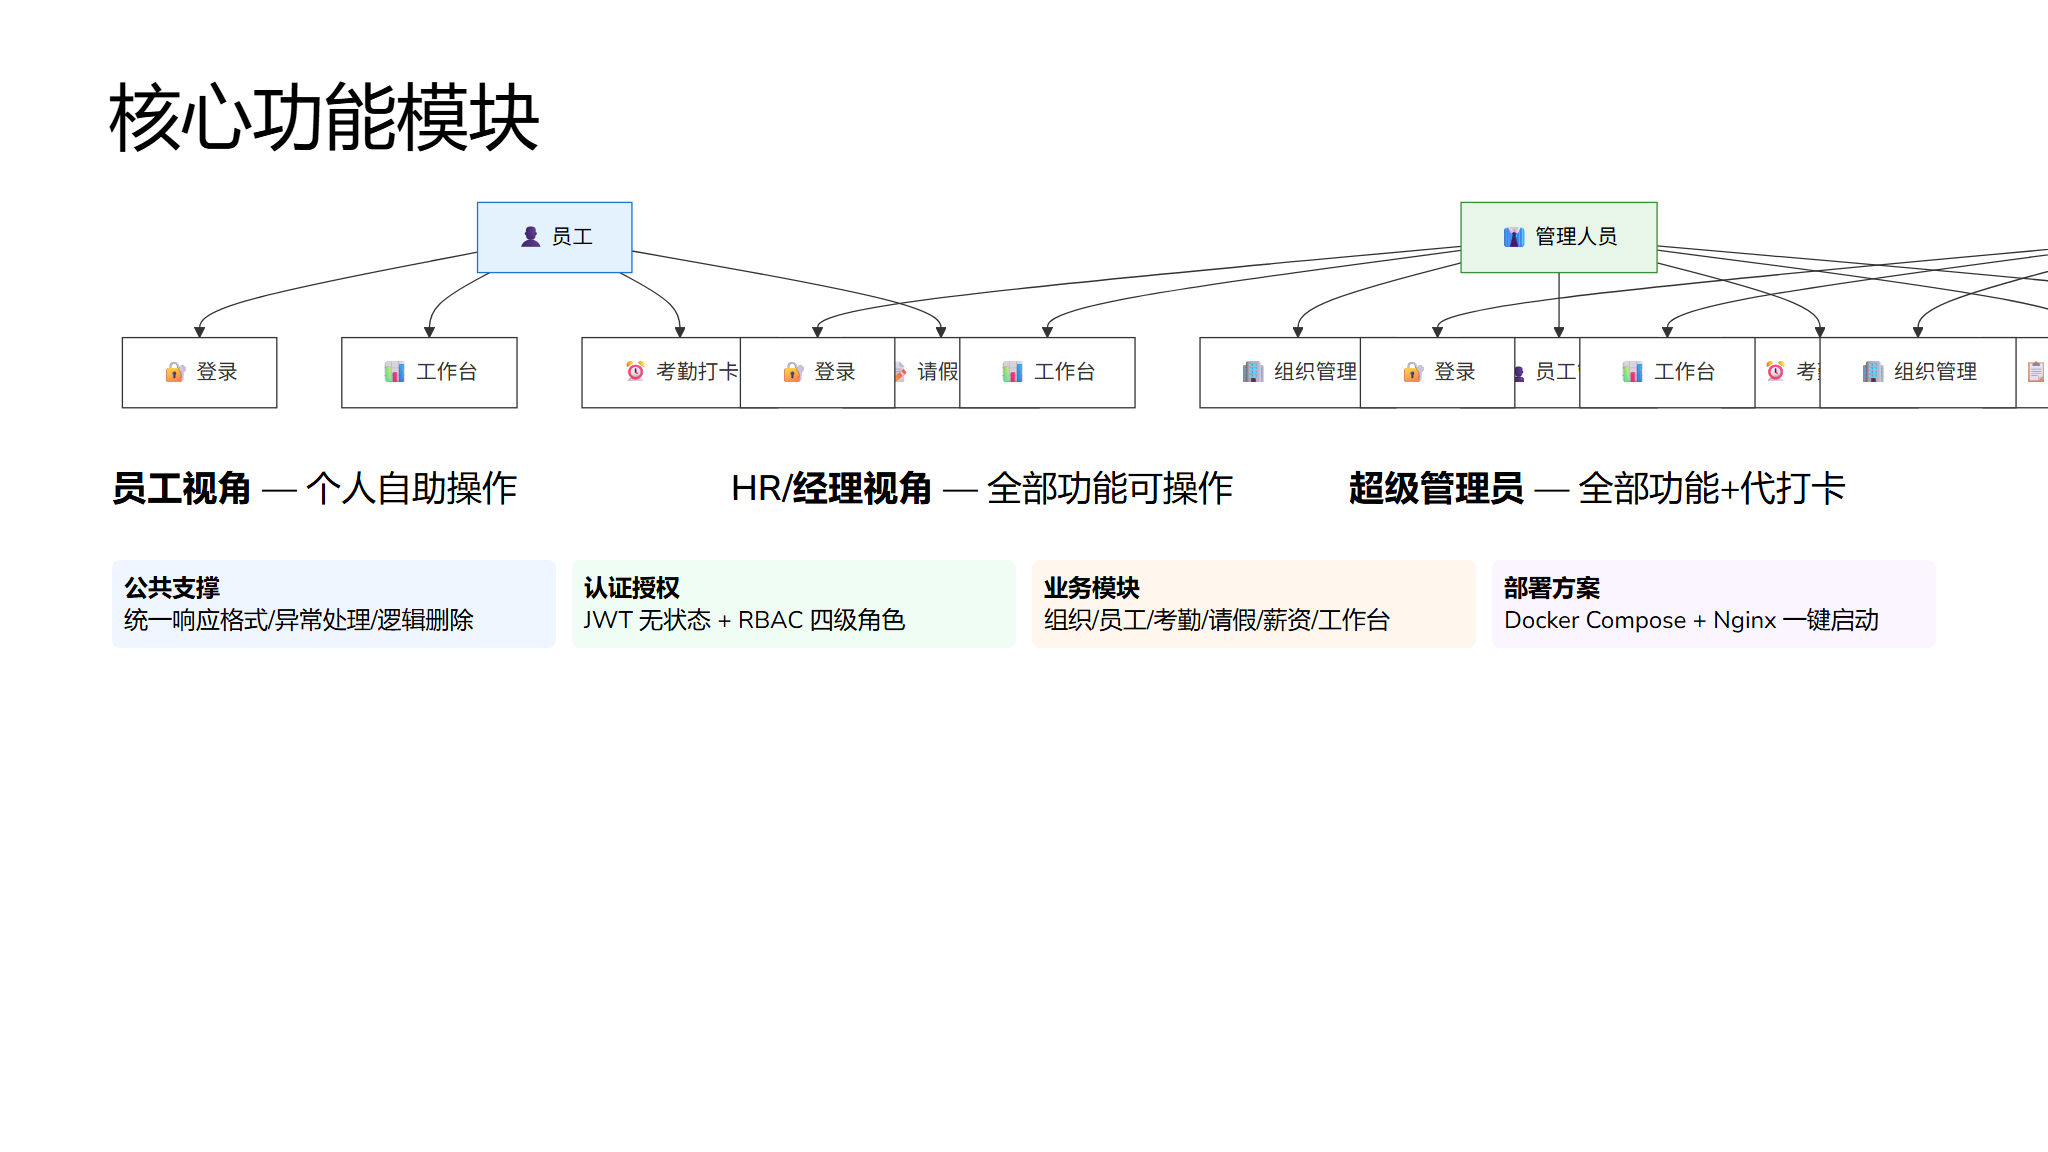 核心功能模块
员工
管理人员
登录
工作台
考勤打卡
登录
请假
工作台
组织管理
登录
员工
工作台
考
组织管理
员工视角 — 个人自助操作
HR/经理视角 — 全部功能可操作
超级管理员 — 全部功能+代打卡
公共支撑
统一响应格式/异常处理/逻辑删除
认证授权
JWT 无状态 + RBAC 四级角色
业务模块
组织/员工/考勤/请假/薪资/工作台
部署方案
Docker Compose + Nginx 一键启动